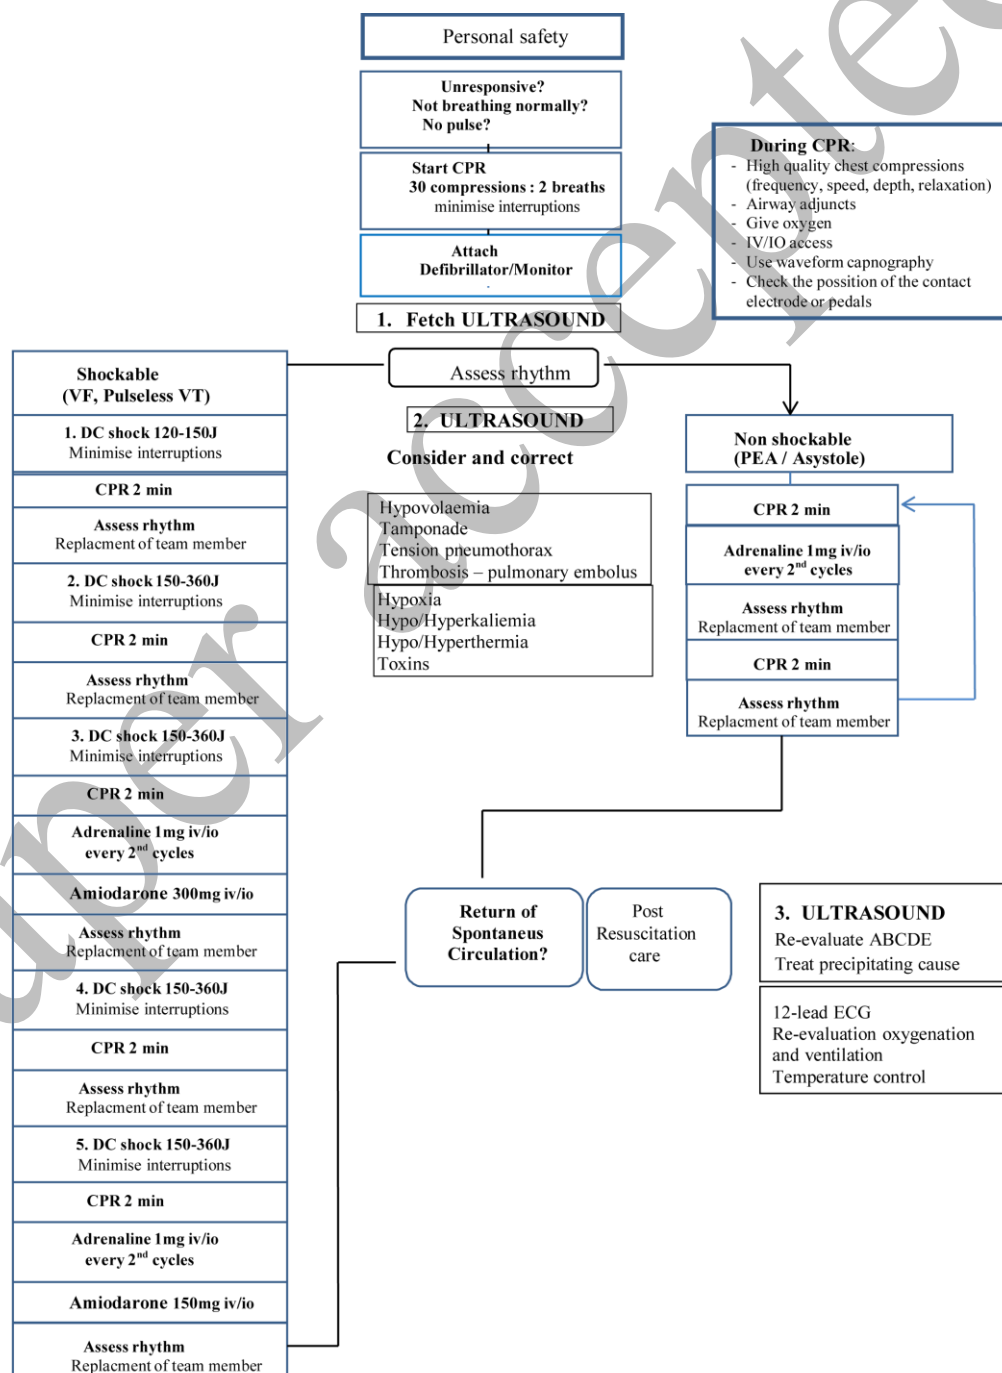 Personal safety
Unresponsive?
Not breathing normally?
No pulse?
Start CPR
30 compressions : 2 breaths
minimise interruptions
Attach
Defibrillator/Monitor
1. Fetch ULTRASOUND
During CPR:
- High quality chest compressions
(frequency, speed, depth, relaxation)
- Airway adjuncts
- Give oxygen
- IV/IO access
- Use waveform capnography
- Check the possition of the contact
electrode or pedals
Assess rhythm
Shockable
(VF, Pulseless VT)
1. DC shock 120-150J
Minimise interruptions
CPR 2 min
Assess rhythm
Replacment of team member
2. DC shock 150-360J
Minimise interruptions
CPR 2 min
Assess rhythm
Replacment of team member
3. DC shock 150-360J
Minimise interruptions
CPR 2 min
Adrenaline 1mg iv/io
every 2nd cycles
Amiodarone 300mg iv/io
Assess rhythm
Replacment of team member
4. DC shock 150-360J
Minimise interruptions
CPR 2 min
Assess rhythm
Replacment of team member
5. DC shock 150-360J
Minimise interruptions
CPR 2 min
Adrenaline 1mg iv/io
every 2nd cycles
Amiodarone 150mg iv/io
Assess rhythm
Replacment of team member
2. ULTRASOUND
Consider and correct
Hypovolaemia
Tamponade
Tension pneumothorax
Thrombosis – pulmonary embolus
Hypoxia
Hypo/Hyperkaliemia
Hypo/Hyperthermia
Toxins
Non shockable
(PEA / Asystole)
CPR 2 min
Adrenaline 1mg iv/io
every 2nd cycles
Assess rhythm
Replacment of team member
CPR 2 min
Assess rhythm
Replacment of team member
Return of
Spontaneus
Circulation?
Post
Resuscitation
care
3. ULTRASOUND
Re-evaluate ABCDE
Treat precipitating cause
12-lead ECG
Re-evaluation oxygenation
and ventilation
Temperature control
aper accepted